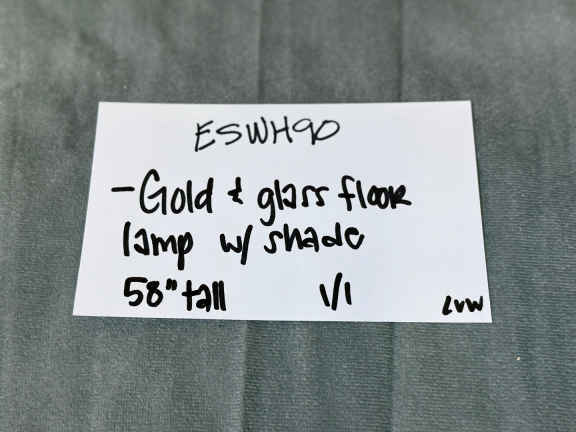 ESWH90
- Gold & glass floor
lamp w/ shade
58" tall 1/1
LVW